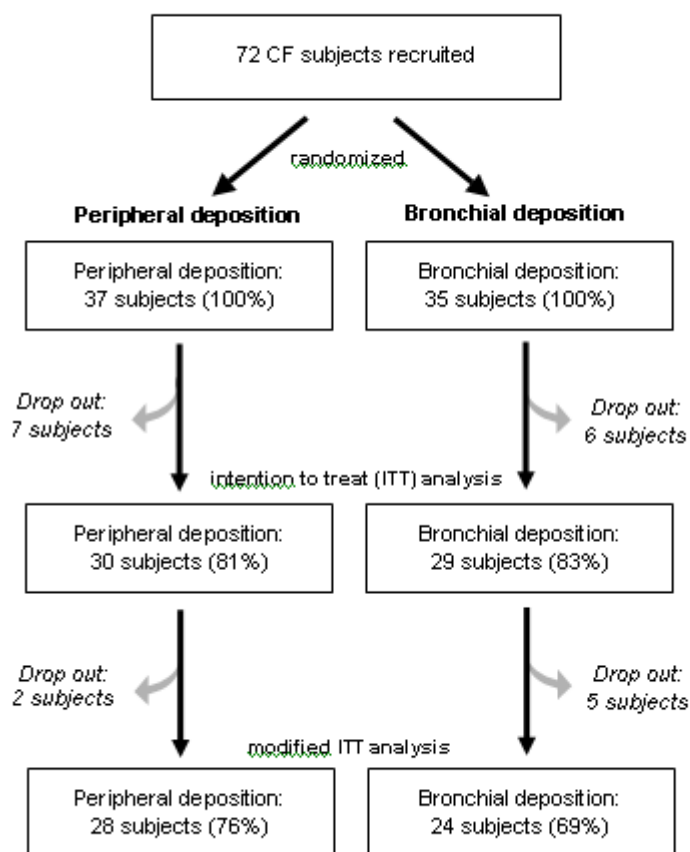 72 CF subjects recruited
randomized
Peripheral deposition
Bronchial deposition
Peripheral deposition:
37 subjects (100%)
Bronchial deposition:
35 subjects (100%)
Drop out:
7 subjects
Drop out:
6 subjects
intention to treat (ITT) analysis
Peripheral deposition:
30 subjects (81%)
Bronchial deposition:
29 subjects (83%)
Drop out:
2 subjects
Drop out:
5 subjects
modified ITT analysis
Peripheral deposition:
28 subjects (76%)
Bronchial deposition:
24 subjects (69%)